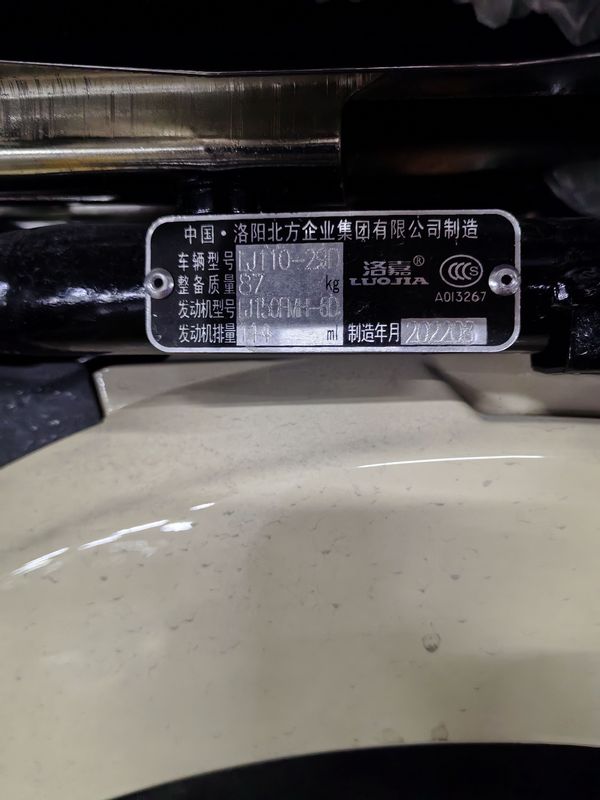 中国·洛阳北方企业集团有限公司制造
车辆型号
整备质量 87 kg
发动机型号
发动机排量 ml 制造年月 202203
洛嘉® LUOJIA
CCC S
A013267